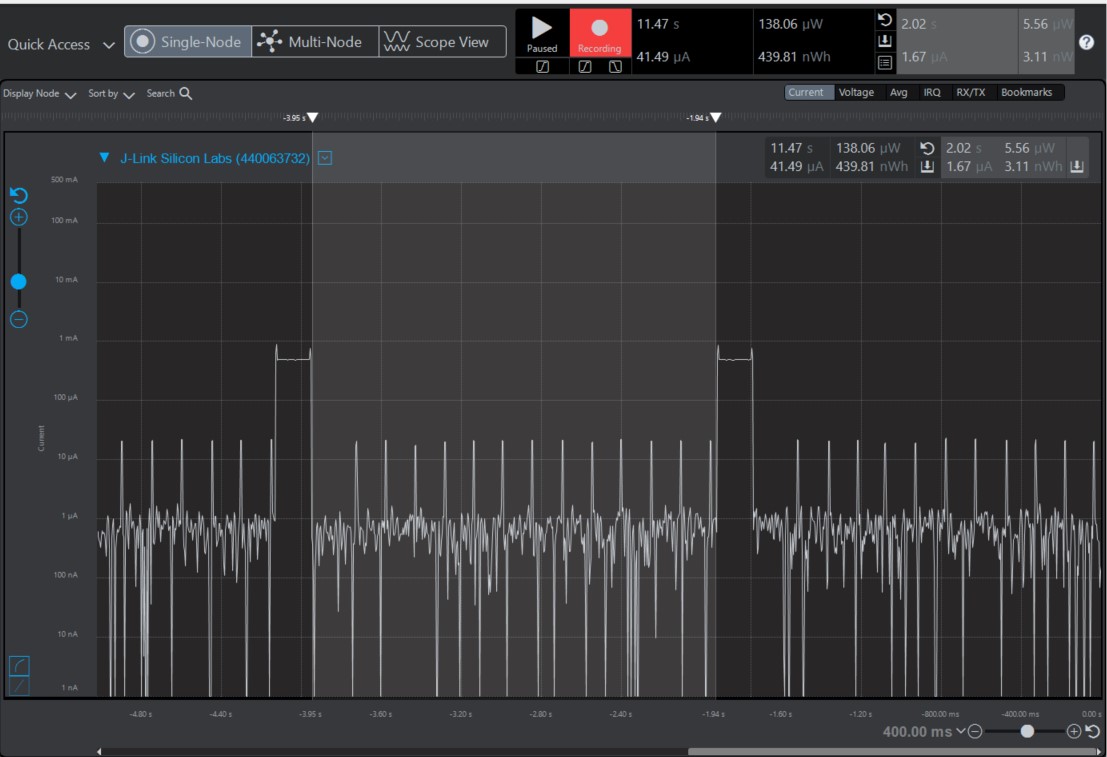 Quick Access Single-Node Multi-Node Scope View
Paused Recording
11.47 s 138.06 µW 2.02 s 5.56 µW
41.49 µA 439.81 nWh 1.67 µA 3.11 nW
Display Node Sort by Search Current Voltage Avg IRQ RX/TX Bookmarks
-3.95 s -1.94 s
J-Link Silicon Labs (440063732)
11.47 s 138.06 µW 2.02 s 5.56 µW
41.49 µA 439.81 nWh 1.67 µA 3.11 nWh
500 mA
100 mA
10 mA
1 mA
100 µA
Current
10 µA
1 µA
100 nA
10 nA
1 nA
-4.80 s -4.40 s -3.95 s -3.60 s -3.20 s -2.80 s -2.40 s -1.94 s -1.60 s -1.20 s -800.00 ms -400.00 ms 0.00 s
400.00 ms